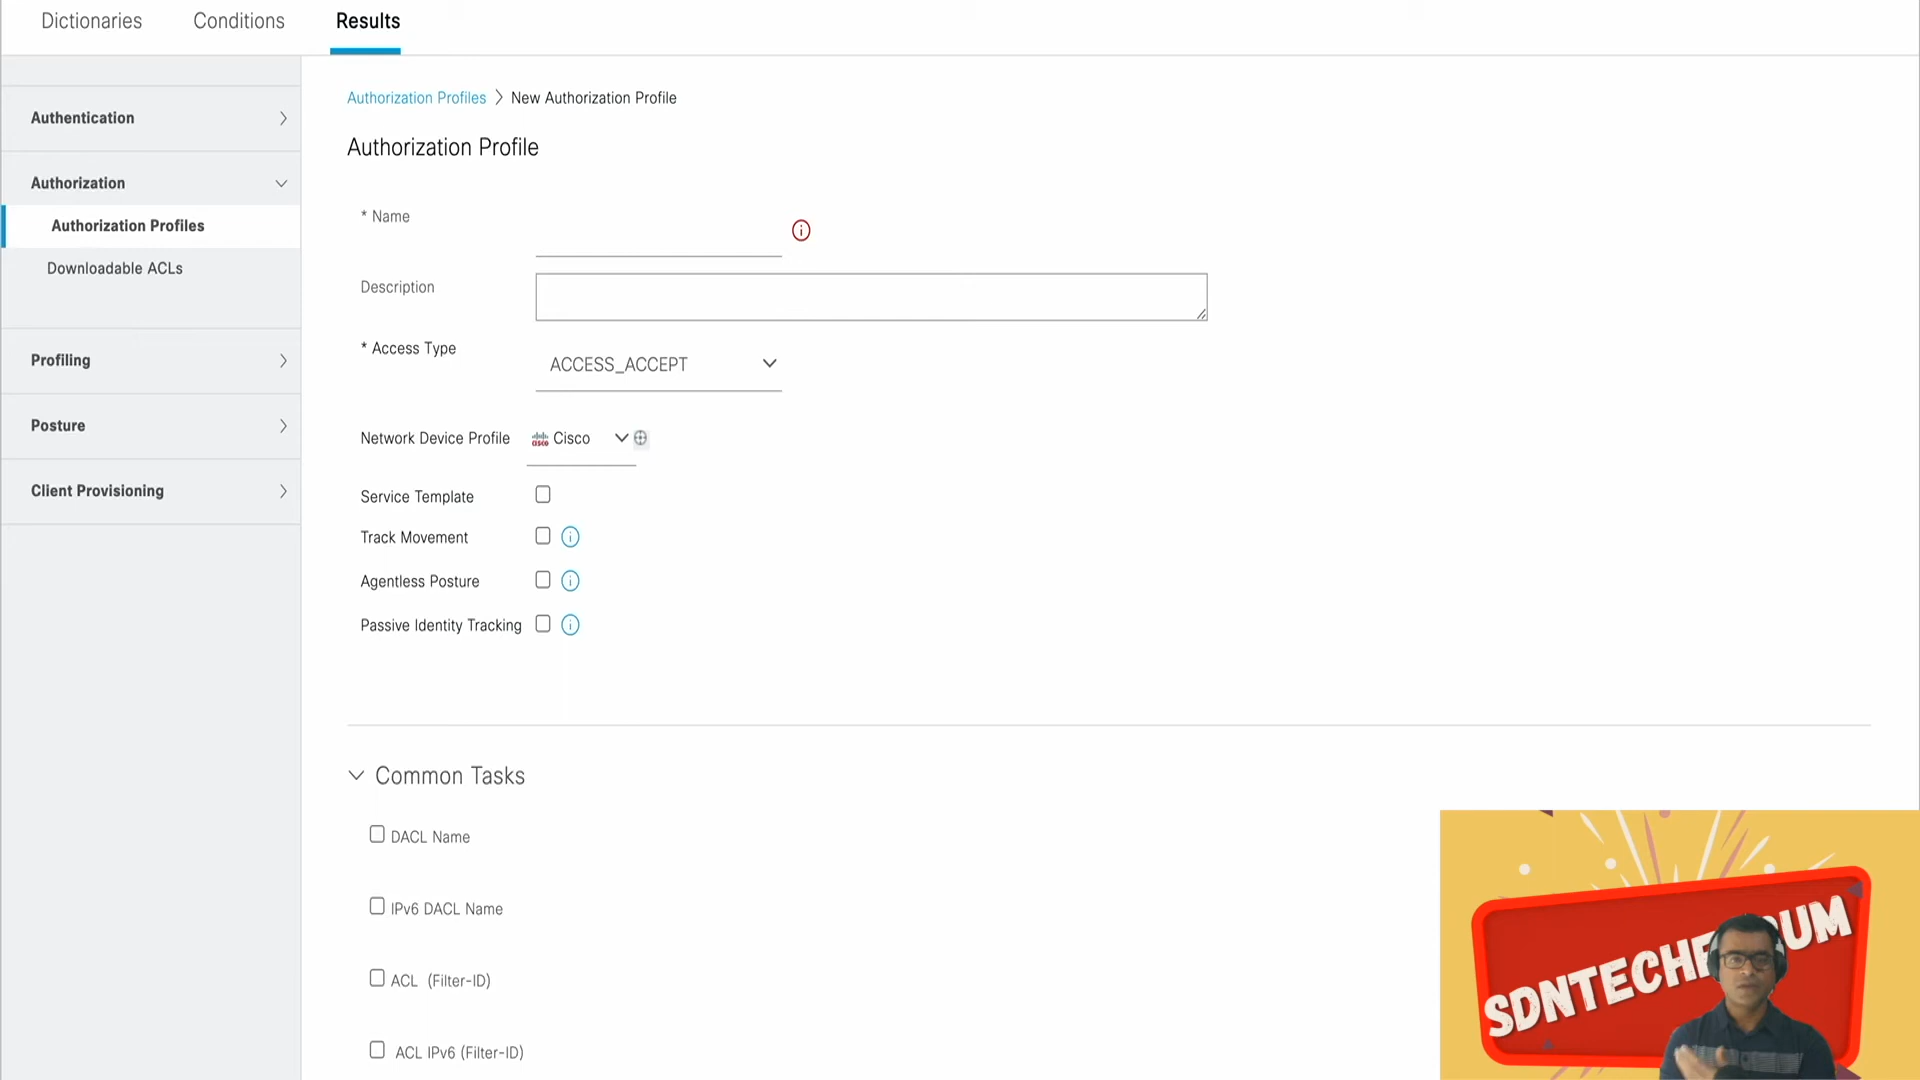 Dictionaries Conditions Results
Authentication
Authorization
Authorization Profiles
Downloadable ACLs
Profiling
Posture
Client Provisioning
Authorization Profiles > New Authorization Profile
Authorization Profile
* Name
Description
* Access Type
ACCESS_ACCEPT
Network Device Profile
CISCO
Cisco
Service Template
Track Movement
Agentless Posture
Passive Identity Tracking
Common Tasks
DACL Name
IPv6 DACL Name
ACL (Filter-ID)
ACL IPv6 (Filter-ID)